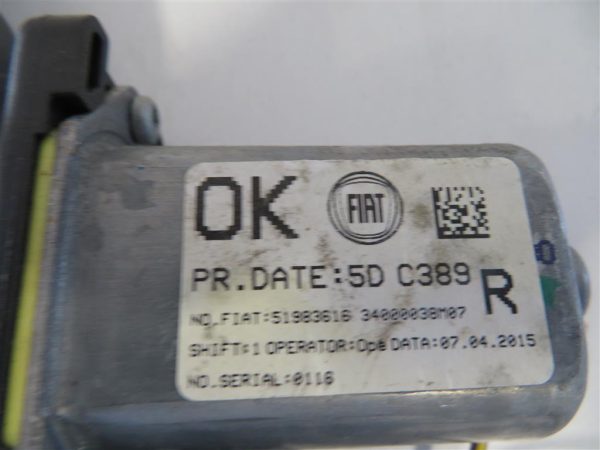 OK FIAT
PR.DATE:5D C389
R
NO.FIAT:51983616 34000038M07
SHIFT:1 OPERATOR:Ope DATA:07.04.2015
NO.SERIAL:0116